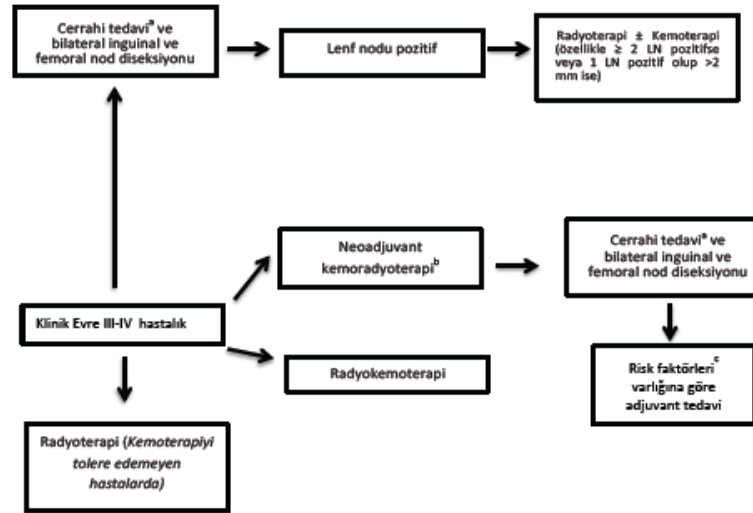 Cerrahi tedavi^a ve
bilateral inguinal ve
femoral nod diseksiyonu
Lenf nodu pozitif
Radyoterapi ± Kemoterapi
(özellikle ≥ 2 LN pozitifse
veya 1 LN pozitif olup >2
mm ise)
Neoadjuvant
kemoradyoterapi^b
Cerrahi tedavi^a ve
bilateral inguinal ve
femoral nod diseksiyonu
Klinik Evre III-IV hastalık
Radyokemoterapi
Risk faktörleri^c
varlığına göre
adjuvant tedavi
Radyoterapi (Kemoterapiyi
tolere edemeyen
hastalarda)